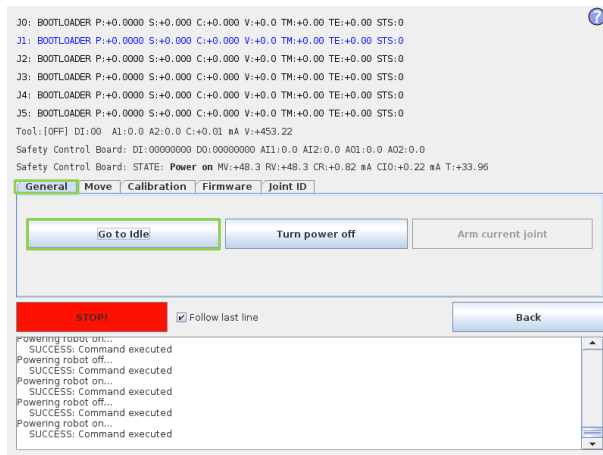 ?
J0: BOOTLOADER P:+0.0000 S:+0.000 C:+0.000 V:+0.0 TM:+0.00 TE:+0.00 STS:0
J1: BOOTLOADER P:+0.0000 S:+0.000 C:+0.000 V:+0.0 TM:+0.00 TE:+0.00 STS:0
J2: BOOTLOADER P:+0.0000 S:+0.000 C:+0.000 V:+0.0 TM:+0.00 TE:+0.00 STS:0
J3: BOOTLOADER P:+0.0000 S:+0.000 C:+0.000 V:+0.0 TM:+0.00 TE:+0.00 STS:0
J4: BOOTLOADER P:+0.0000 S:+0.000 C:+0.000 V:+0.0 TM:+0.00 TE:+0.00 STS:0
J5: BOOTLOADER P:+0.0000 S:+0.000 C:+0.000 V:+0.0 TM:+0.00 TE:+0.00 STS:0
Tool:[OFF] DI:00 A1:0.0 A2:0.0 C:+0.01 mA V:+453.22
Safety Control Board: DI:00000000 DO:00000000 AI1:0.0 AI2:0.0 AO1:0.0 AO2:0.0
Safety Control Board: STATE: Power on MV:+48.3 RV:+48.3 CR:+0.82 mA CIO:+0.22 mA T:+33.96
General Move Calibration Firmware Joint ID
Go to Idle Turn power off Arm current joint
STOP! Follow last line Back
Powering robot on...
SUCCESS: Command executed
Powering robot off...
SUCCESS: Command executed
Powering robot on...
SUCCESS: Command executed
Powering robot off...
SUCCESS: Command executed
Powering robot on...
SUCCESS: Command executed